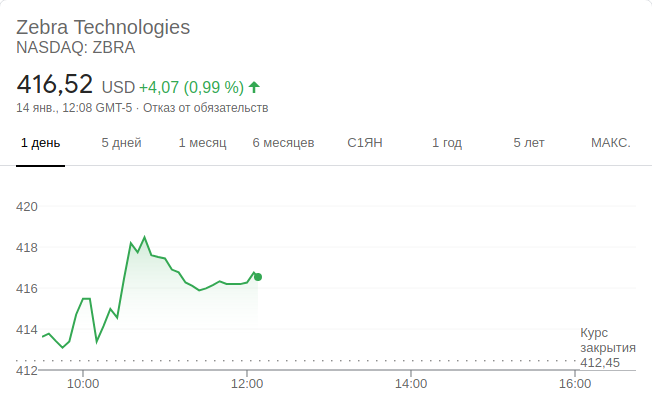 Zebra Technologies
NASDAQ: ZBRA
416,52 USD +4,07 (0,99 %)
14 янв., 12:08 GMT-5 · Отказ от обязательств
1 день 5 дней 1 месяц 6 месяцев С1ЯН 1 год 5 лет МАКС.
420
418
416
414
Курс
закрытия
412,45
412
10:00 12:00 14:00 16:00